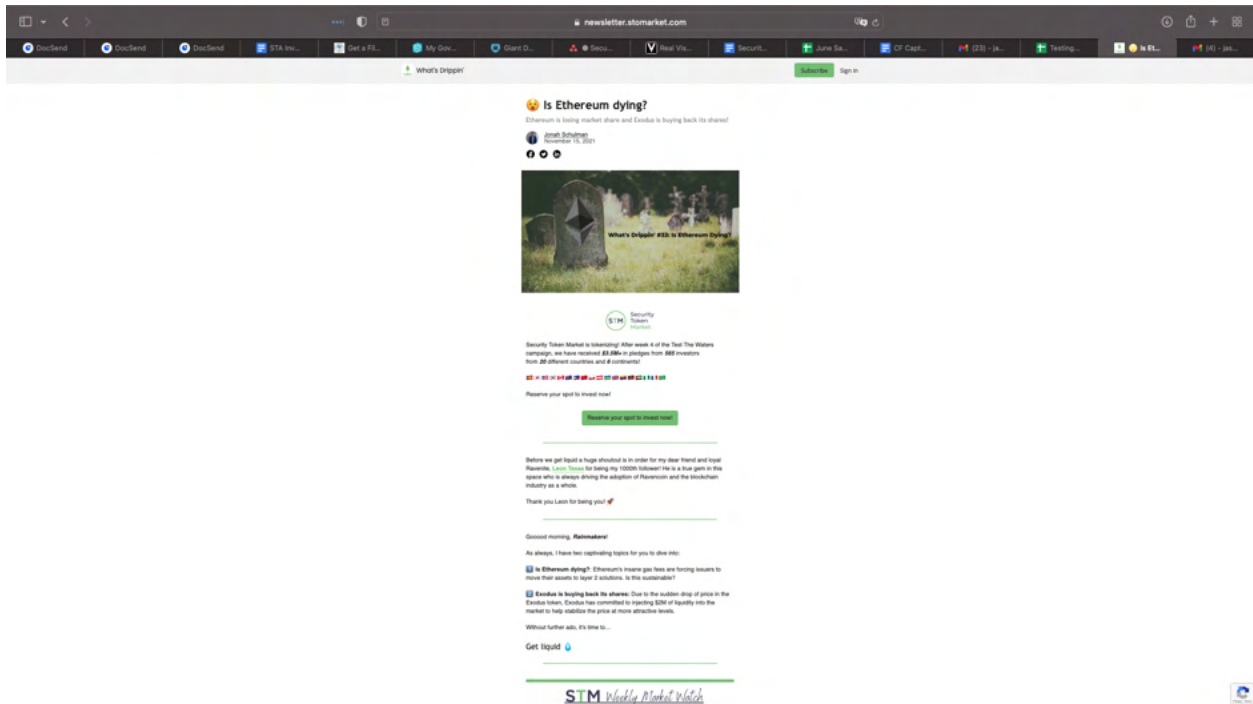 newsletter.stomarket.com
DocSend
DocSend
DocSend
STA Inv...
Get a Fil...
My Gov...
Giant D...
Secu...
Real Vis...
Securit...
June Sa...
CF Capt...
(23) - ja...
Testing...
Is Et...
(4) - jas...
What's Drippin'
Subscribe
Sign in
😵 Is Ethereum dying?
Ethereum is losing market share and Exodus is buying back its shares!
Jonah Schulman
November 15, 2021
What's Drippin' #33: Is Ethereum Dying?
STM
Security
Token
Market
Security Token Market is tokenizing! After week 4 of the Test The Waters
campaign, we have received $3.5M+ in pledges from 565 investors
from 20 different countries and 6 continents!
Reserve your spot to invest now!
Reserve your spot to invest now!
Before we get liquid a huge shoutout is in order for my dear friend and loyal
Ravenite, Leon Texas for being my 1000th follower! He is a true gem in this
space who is always driving the adoption of Ravencoin and the blockchain
industry as a whole.
Thank you Leon for being you! 🚀
Gooood morning, Rainmakers!
As always, I have two captivating topics for you to dive into:
1️⃣ Is Ethereum dying?: Ethereum's insane gas fees are forcing issuers to
move their assets to layer 2 solutions. Is this sustainable?
2️⃣ Exodus is buying back its shares: Due to the sudden drop of price in the
Exodus token, Exodus has committed to injecting $2M of liquidity into the
market to help stabilize the price at more attractive levels.
Without further ado, it's time to...
Get liquid 💧
STM Weekly Market Watch